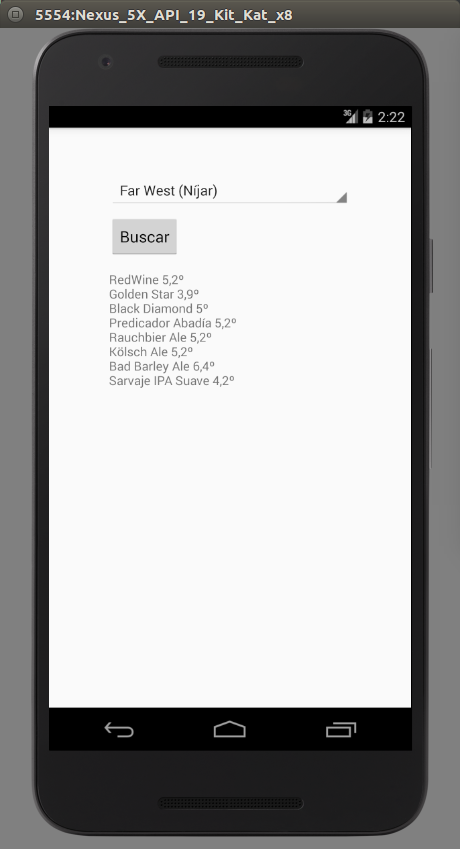 5554:Nexus_5X_API_19_Kit_Kat_x8
3G 2:22
Far West (Níjar)
Buscar
RedWine 5,2º
Golden Star 3,9º
Black Diamond 5º
Predicador Abadía 5,2º
Rauchbier Ale 5,2º
Kölsch Ale 5,2º
Bad Barley Ale 6,4º
Sarvaje IPA Suave 4,2º